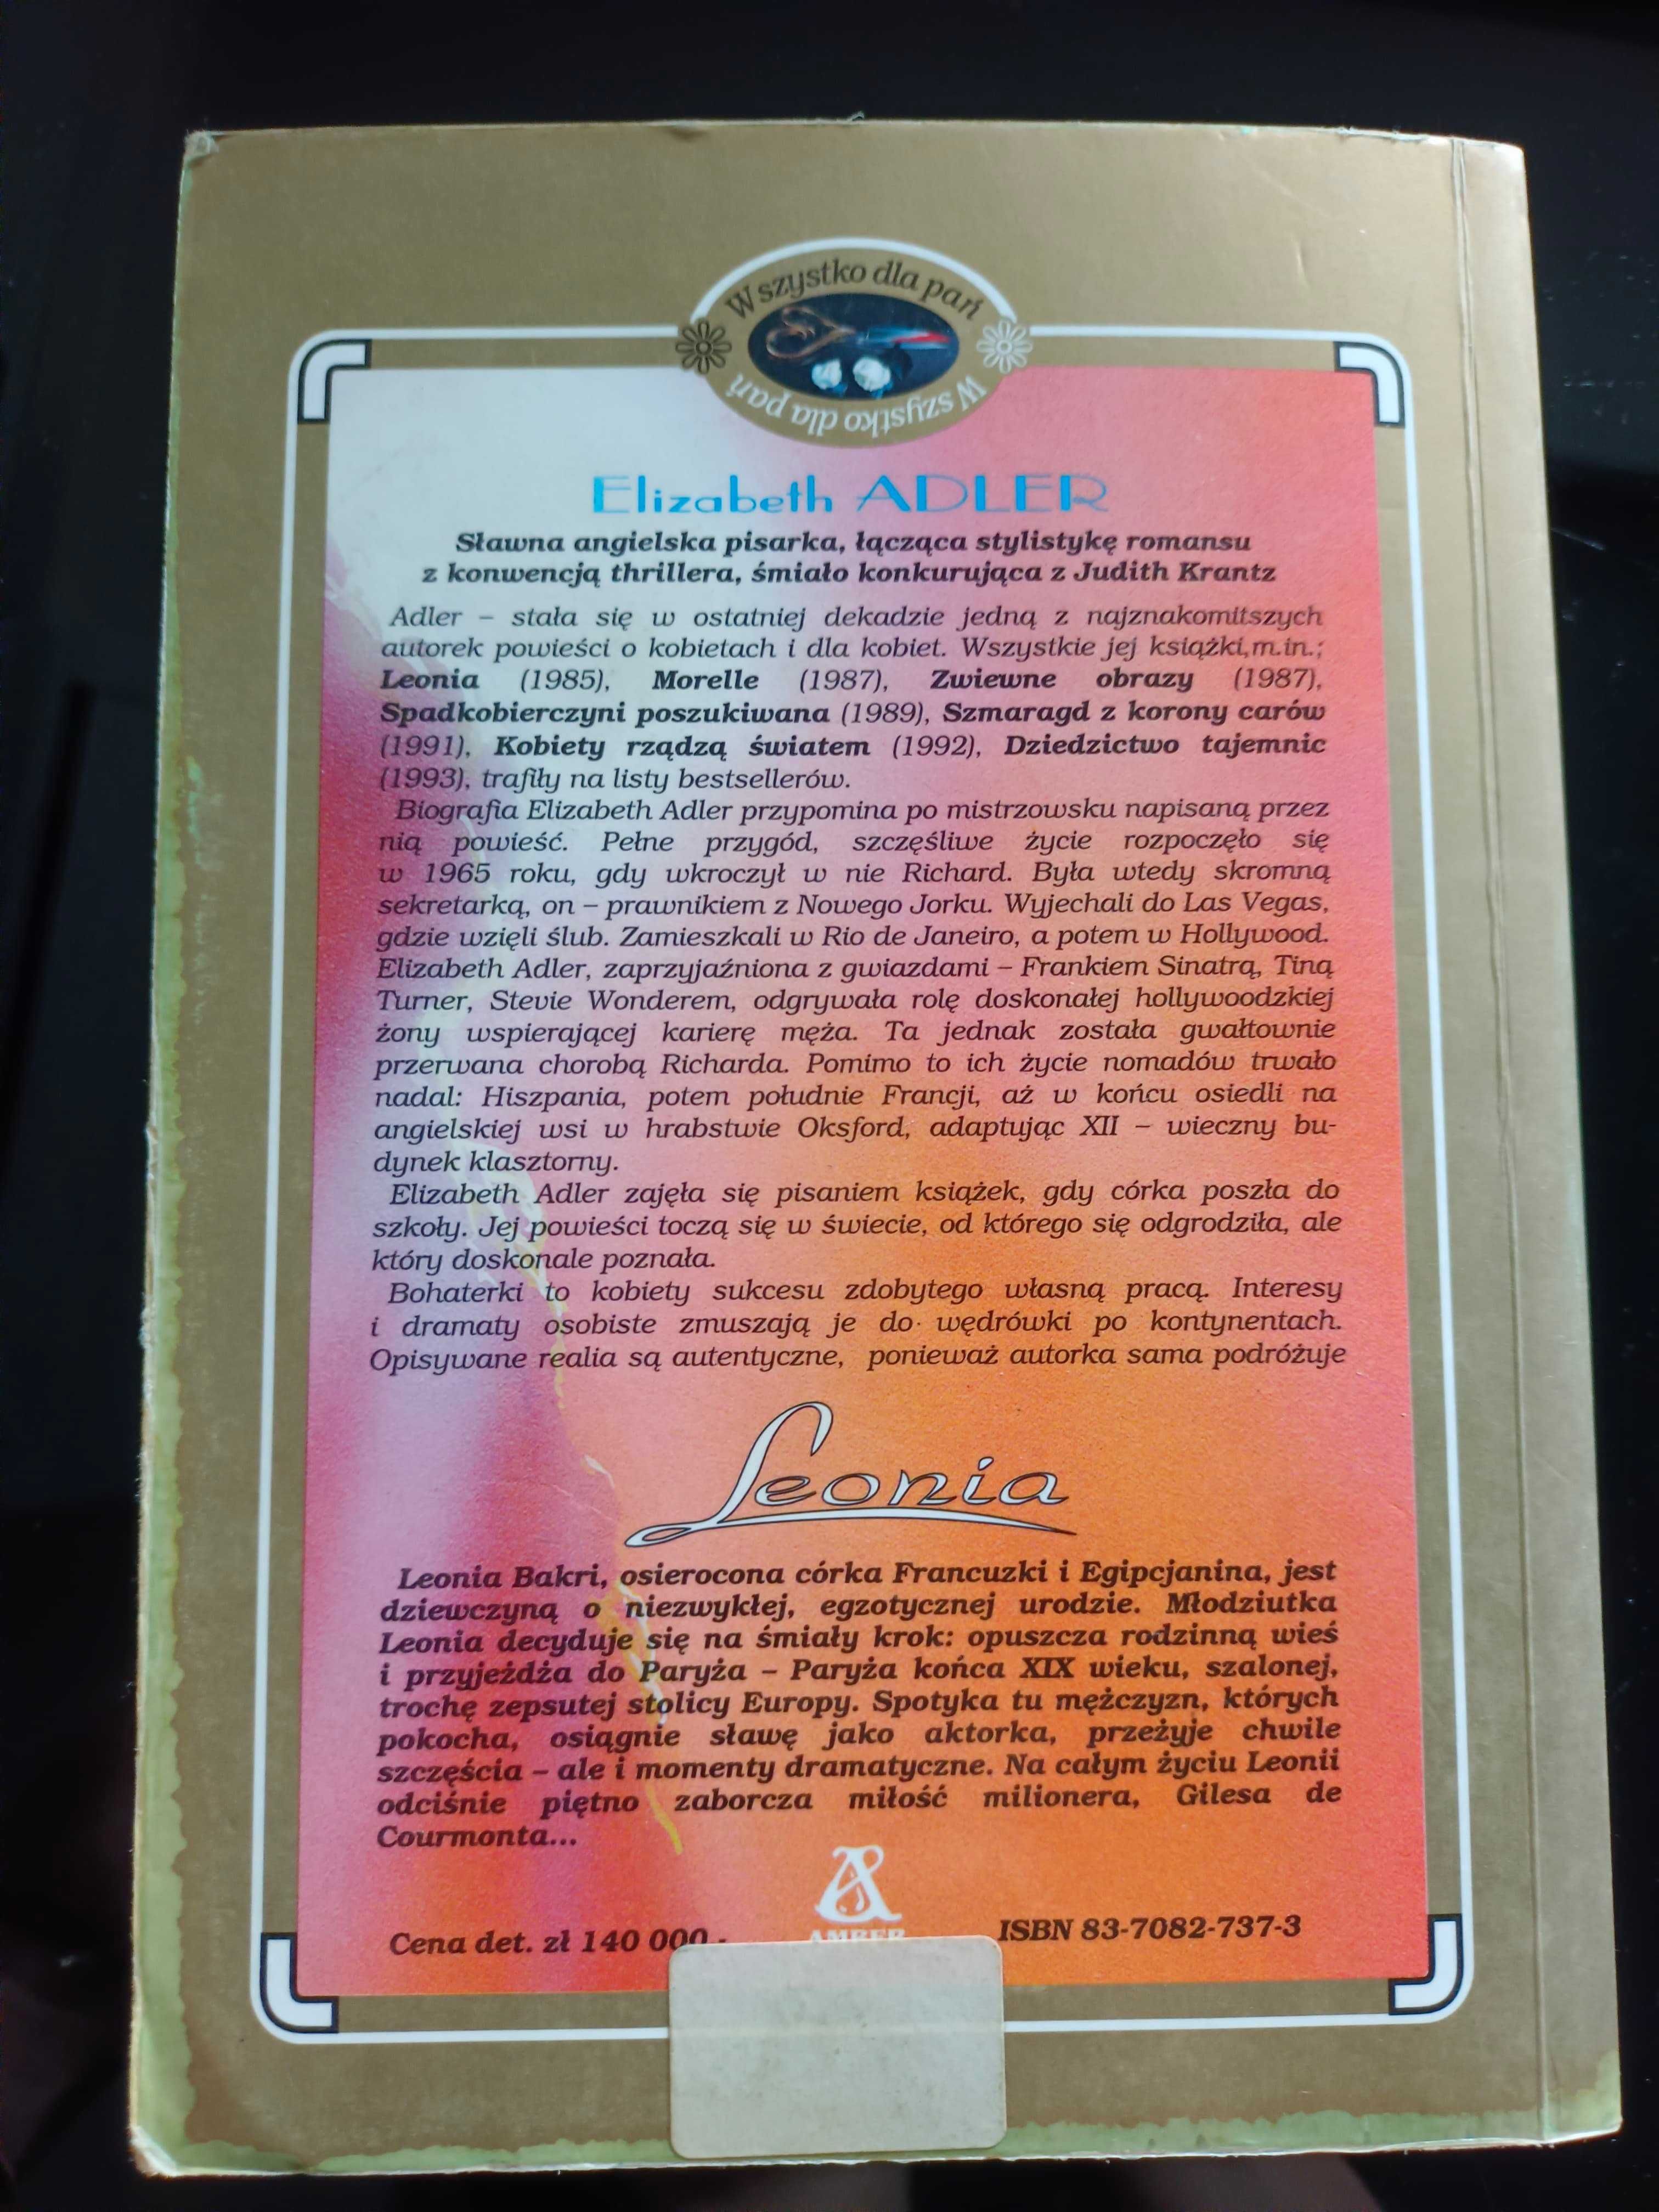 Wszystko dla pań
Wszystko dla pań
Elizabeth ADLER
Sławna angielska pisarka, łącząca stylistykę romansu
z konwencją thrillera, śmiało konkurująca z Judith Krantz
Adler – stała się w ostatniej dekadzie jedną z najznakomitszych
autorek powieści o kobietach i dla kobiet. Wszystkie jej książki,m.in.;
Leonia (1985), Morelle (1987), Zwiewne obrazy (1987),
Spadkobierczyni poszukiwana (1989), Szmaragd z korony carów
(1991), Kobiety rządzą światem (1992), Dziedzictwo tajemnic
(1993), trafiły na listy bestsellerów.
Biografia Elizabeth Adler przypomina po mistrzowsku napisaną przez
nią powieść. Pełne przygód, szczęśliwe życie rozpoczęło się
w 1965 roku, gdy wkroczył w nie Richard. Była wtedy skromną
sekretarką, on – prawnikiem z Nowego Jorku. Wyjechali do Las Vegas,
gdzie wzięli ślub. Zamieszkali w Rio de Janeiro, a potem w Hollywood.
Elizabeth Adler, zaprzyjaźniona z gwiazdami – Frankiem Sinatrą, Tiną
Turner, Stevie Wonderem, odgrywała rolę doskonałej hollywoodzkiej
żony wspierającej karierę męża. Ta jednak została gwałtownie
przerwana chorobą Richarda. Pomimo to ich życie nomadów trwało
nadal: Hiszpania, potem południe Francji, aż w końcu osiedli na
angielskiej wsi w hrabstwie Oksford, adaptując XII – wieczny bu-
dynek klasztorny.
Elizabeth Adler zajęła się pisaniem książek, gdy córka poszła do
szkoły. Jej powieści toczą się w świecie, od którego się odgrodziła, ale
który doskonale poznała.
Bohaterki to kobiety sukcesu zdobytego własną pracą. Interesy
i dramaty osobiste zmuszają je do wędrówki po kontynentach.
Opisywane realia są autentyczne, ponieważ autorka sama podróżuje
Leonia
Leonia Bakri, osierocona córka Francuzki i Egipcjanina, jest
dziewczyną o niezwykłej, egzotycznej urodzie. Młodziutka
Leonia decyduje się na śmiały krok: opuszcza rodzinną wieś
i przyjeżdża do Paryża – Paryża końca XIX wieku, szalonej,
trochę zepsutej stolicy Europy. Spotyka tu mężczyzn, których
pokocha, osiągnie sławę jako aktorka, przeżyje chwile
szczęścia – ale i momenty dramatyczne. Na całym życiu Leonii
odciśnie piętno zaborcza miłość milionera, Gilesa de
Courmonta...
AMBER
Cena det. zł 140 000,- ISBN 83-7082-737-3